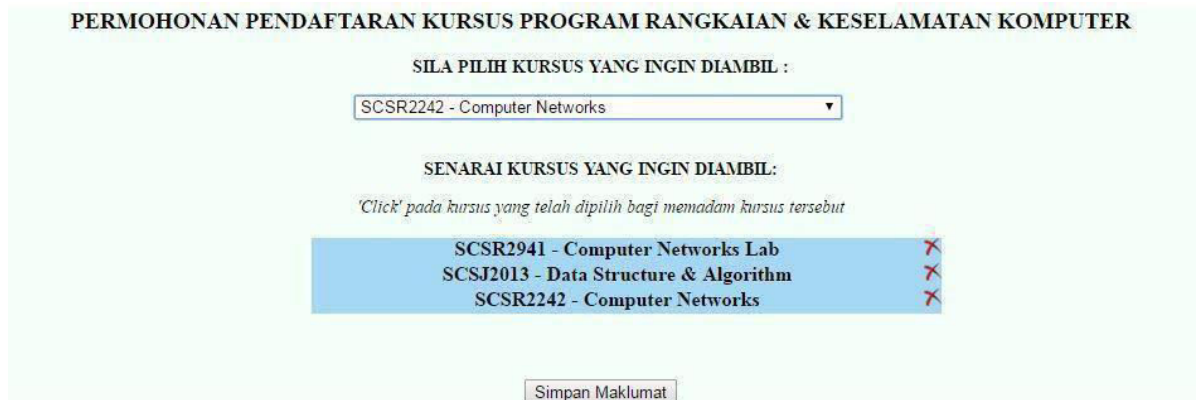 PERMOHONAN PENDAFTARAN KURSUS PROGRAM RANGKAIAN & KESELAMATAN KOMPUTER
SILA PILIH KURSUS YANG INGIN DIAMBIL :
SCSR2242 - Computer Networks
SENARAI KURSUS YANG INGIN DIAMBIL:
'Click' pada kursus yang telah dipilih bagi memadam kursus tersebut
SCSR2941 - Computer Networks Lab
SCSJ2013 - Data Structure & Algorithm
SCSR2242 - Computer Networks
Simpan Maklumat